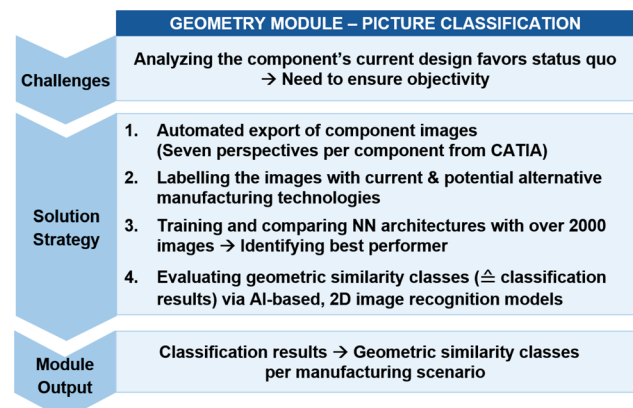 GEOMETRY MODULE – PICTURE CLASSIFICATION
Challenges
Analyzing the component's current design favors status quo
→ Need to ensure objectivity
Solution
Strategy
1. Automated export of component images
(Seven perspectives per component from CATIA)
2. Labelling the images with current & potential alternative
manufacturing technologies
3. Training and comparing NN architectures with over 2000
images → Identifying best performer
4. Evaluating geometric similarity classes (≙ classification
results) via AI-based, 2D image recognition models
Module
Output
Classification results → Geometric similarity classes
per manufacturing scenario